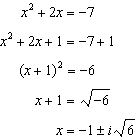 x² + 2x = −7
x² + 2x + 1 = −7 + 1
(x + 1)² = −6
x + 1 = √−6
x = −1 ± i√6